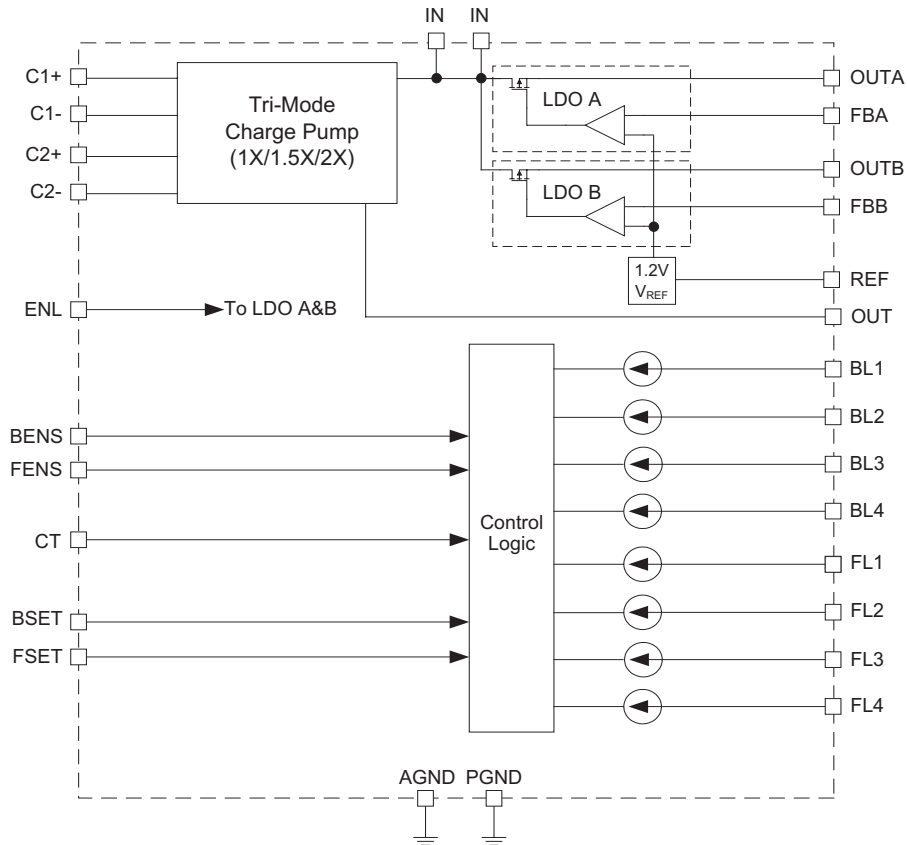 IN IN
C1+
C1-
C2+
C2-
Tri-Mode
Charge Pump
(1X/1.5X/2X)
LDO A
LDO B
OUTA
FBA
OUTB
FBB
1.2V
VREF
REF
OUT
ENL
To LDO A&B
BENS
FENS
CT
BSET
FSET
Control
Logic
BL1
BL2
BL3
BL4
FL1
FL2
FL3
FL4
AGND PGND